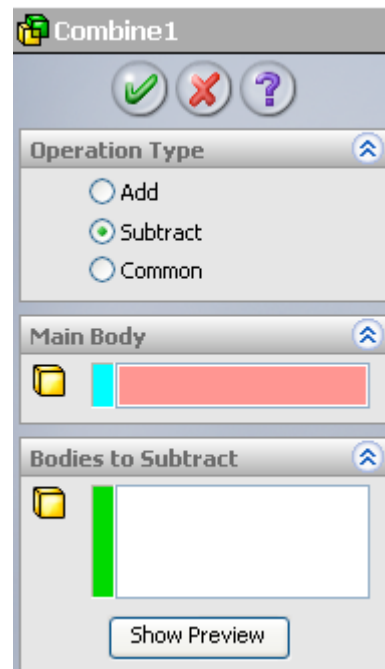 Combine1
?
Operation Type
Add
Subtract
Common
Main Body
Bodies to Subtract
Show Preview